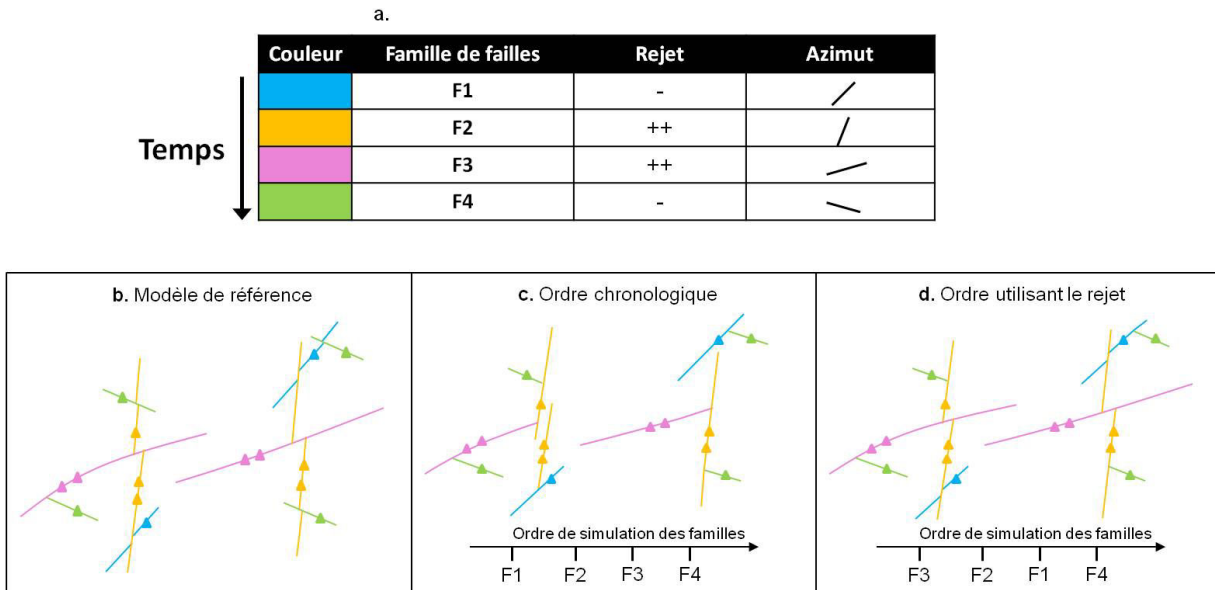 a.
Couleur Famille de failles Rejet Azimut
F1 -
F2 ++
F3 ++
F4 -
Temps
b. Modèle de référence
c. Ordre chronologique
Ordre de simulation des familles
F1 F2 F3 F4
d. Ordre utilisant le rejet
Ordre de simulation des familles
F3 F2 F1 F4